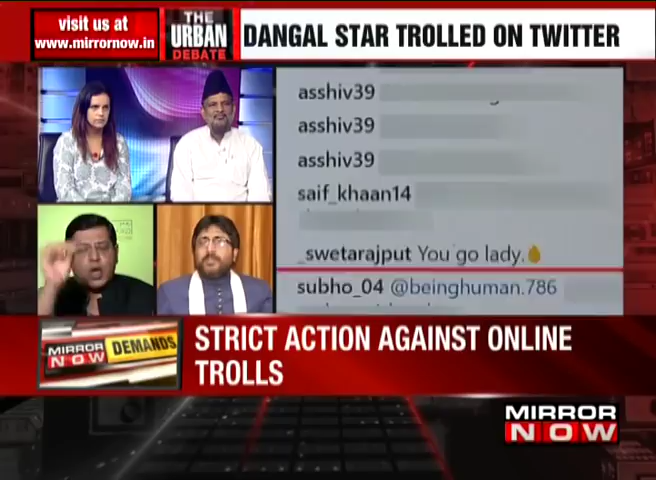 visit us at
www.mirrornow.in
THE
URBAN
DEBATE
DANGAL STAR TROLLED ON TWITTER
asshiv39
asshiv39
asshiv39
saif_khaan14
_swetarajput You go lady.
subho_04 @beinghuman.786
MIRROR
NOW
DEMANDS
STRICT ACTION AGAINST ONLINE
TROLLS
MIRROR
NOW